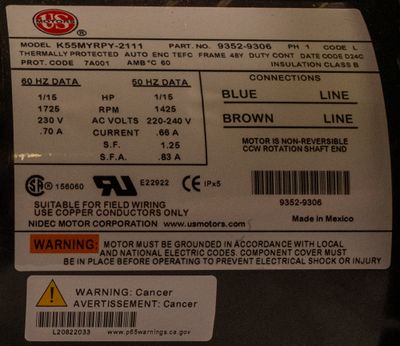 US
MOTORS
MODEL K55MYRPY-2111 PART NO. 9352-9306 PH 1 CODE L
THERMALLY PROTECTED AUTO ENC TEFC FRAME 48Y DUTY CONT DATE CODE D24C
PROT. CODE 7A001 AMB°C 60 INSULATION CLASS B
60 HZ DATA 50 HZ DATA
1/15 HP 1/15
1725 RPM 1425
230 V AC VOLTS 220-240 V
.70 A CURRENT .66 A
S.F. 1.25
S.F.A. .83 A
CONNECTIONS
BLUE LINE
BROWN LINE
MOTOR IS NON-REVERSIBLE
CCW ROTATION SHAFT END
156060 E22922 CE IPx5
9352-9306
SUITABLE FOR FIELD WIRING
USE COPPER CONDUCTORS ONLY
NIDEC MOTOR CORPORATION www.usmotors.com Made in Mexico
WARNING: MOTOR MUST BE GROUNDED IN ACCORDANCE WITH LOCAL
AND NATIONAL ELECTRIC CODES. COMPONENT COVER MUST
BE IN PLACE BEFORE OPERATING TO PREVENT ELECTRICAL SHOCK OR INJURY
WARNING: Cancer
AVERTISSEMENT: Cancer
L20822033 www.p65warnings.ca.gov